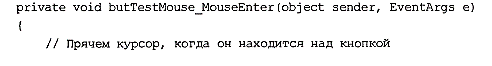 private void butTestMouse_MouseEnter(object sender, EventArgs e)
{
// Прячем курсор, когда он находится над кнопкой